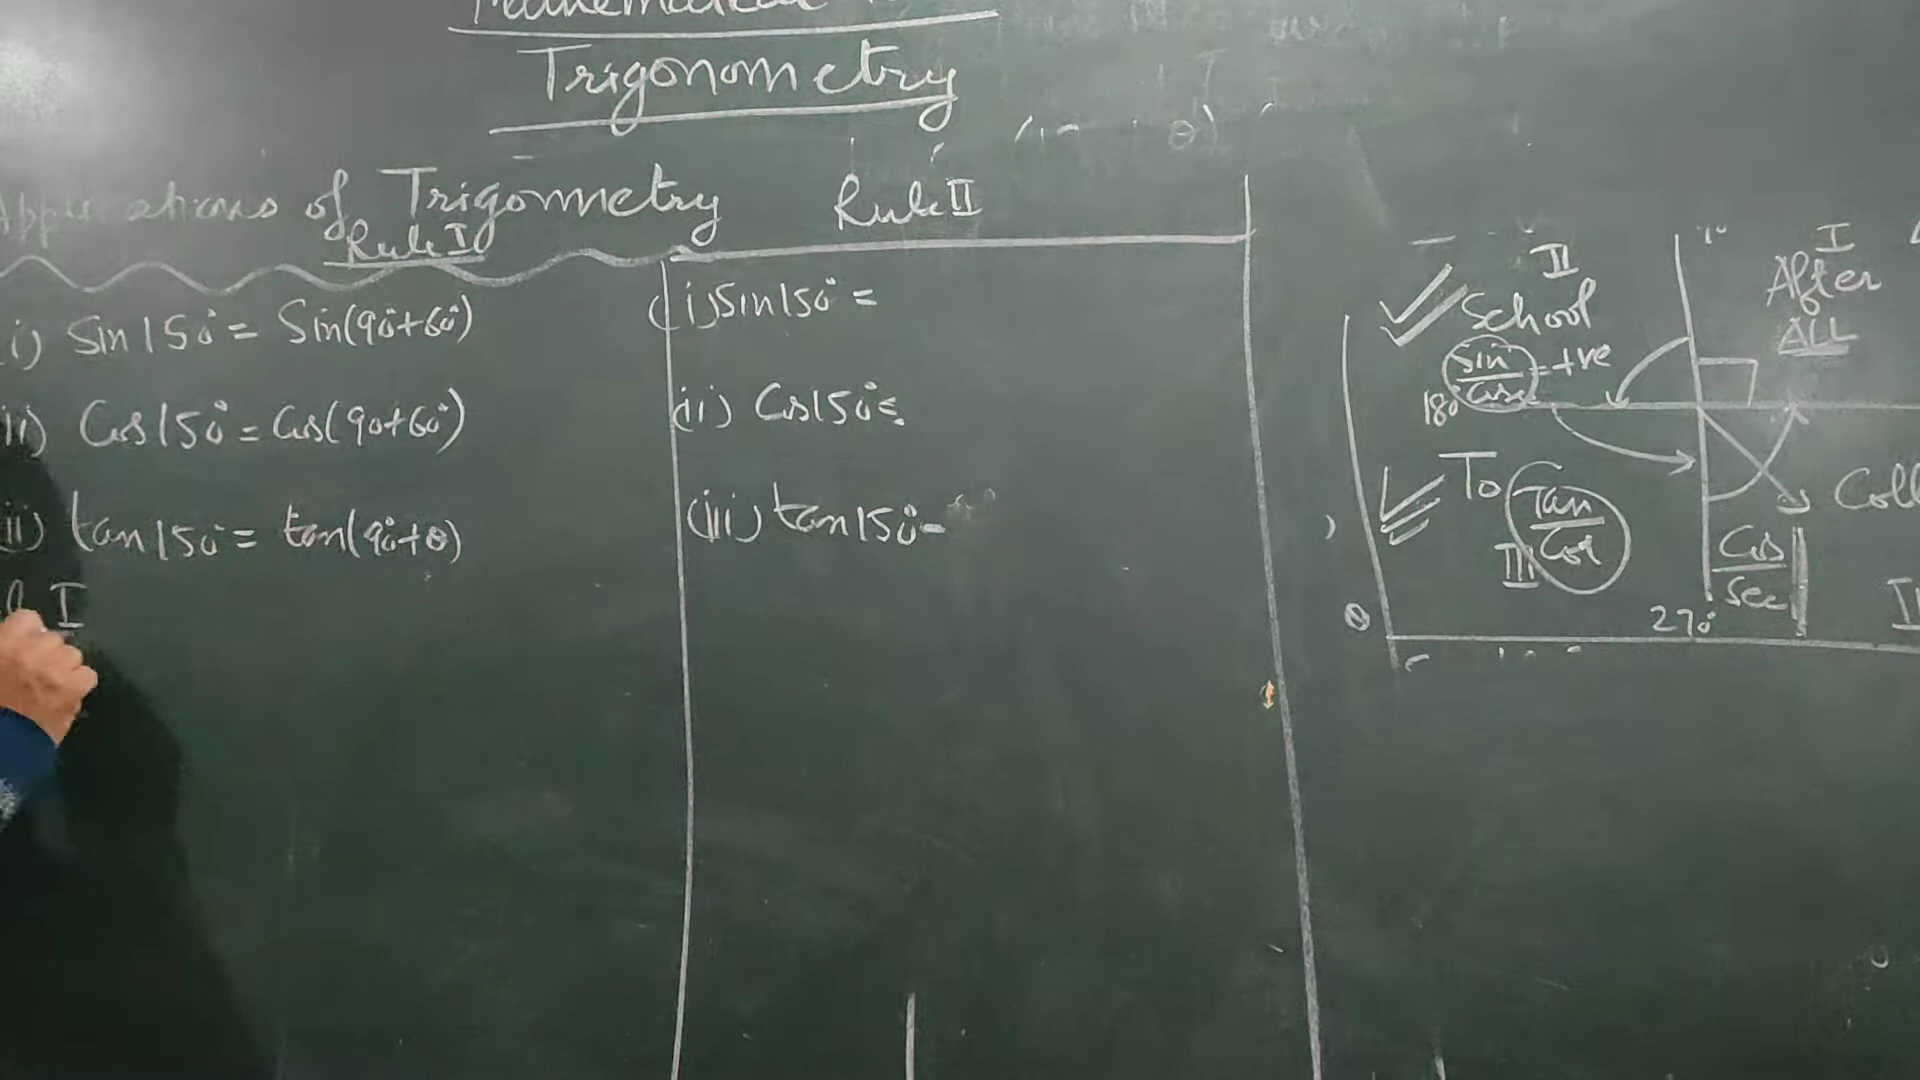 Trigonometry
Applications of Trigonmetry
Rule I
Rule II
i) Sin 150° = Sin(90°+60°)
ii) Cos 150° = Cos(90+60°)
iii) tan 150° = tan(90°+θ)
I
(i) Sin 150° =
(ii) Cos 150° =
(iii) tan 150° =
II
School
Sin = +ve
Cosec
180°
I
After
ALL
To
Tan
Cot
III
Cos
Sec
270°
θ